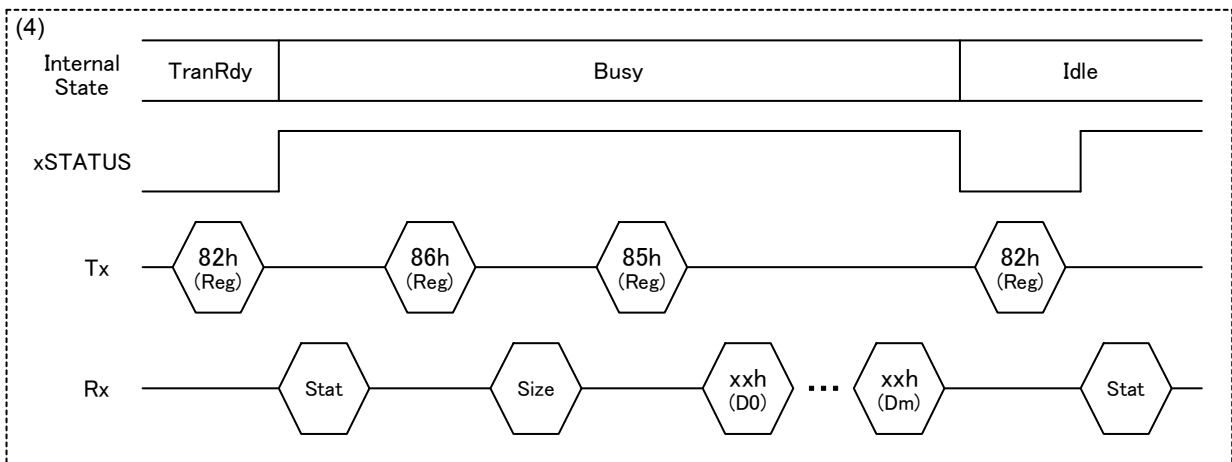 (4)
Internal
State
TranRdy
Busy
Idle
xSTATUS
Tx
82h
(Reg)
86h
(Reg)
85h
(Reg)
82h
(Reg)
Rx
Stat
Size
xxh
(D0)
•••
xxh
(Dm)
Stat